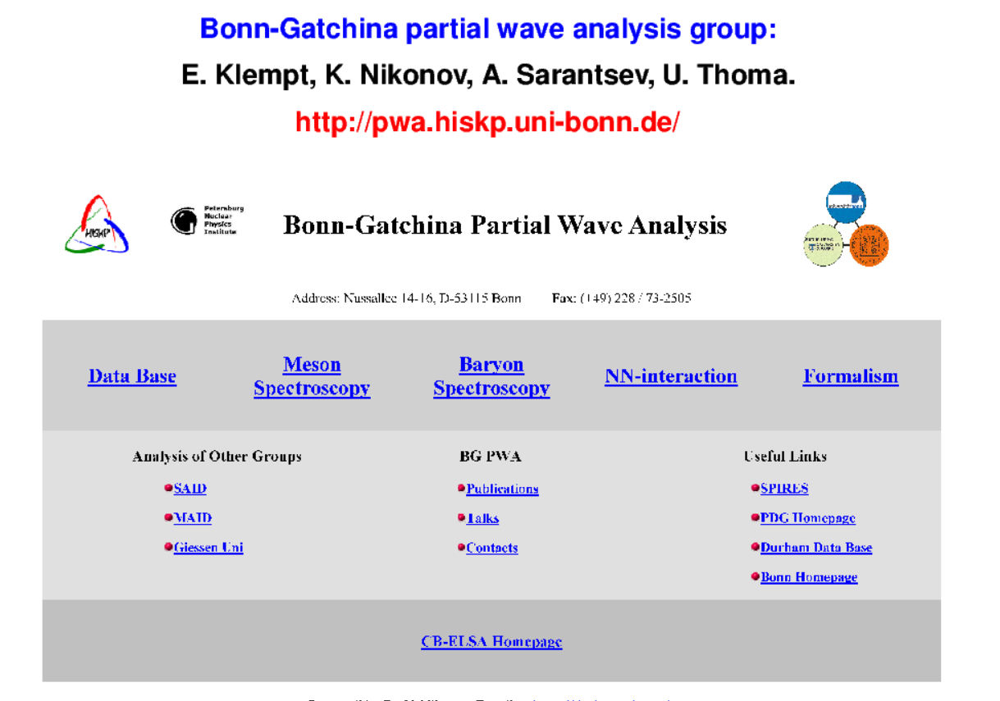 Bonn-Gatchina partial wave analysis group:
E. Klempt, K. Nikonov, A. Sarantsev, U. Thoma.
http://pwa.hiskp.uni-bonn.de/
HISKP
Petersburg
Nuclear
Physics
Institute
Bonn-Gatchina Partial Wave Analysis
Address: Nussallee 14-16, D-53115 Bonn Fax: (+49) 228 / 73-2505
Data Base
Meson
Spectroscopy
Baryon
Spectroscopy
NN-interaction
Formalism
Analysis of Other Groups
SAID
MAID
Giessen Uni
BG PWA
Publications
Talks
Contacts
Useful Links
SPIRES
PDG Homepage
Durham Data Base
Bonn Homepage
CB-ELSA Homepage